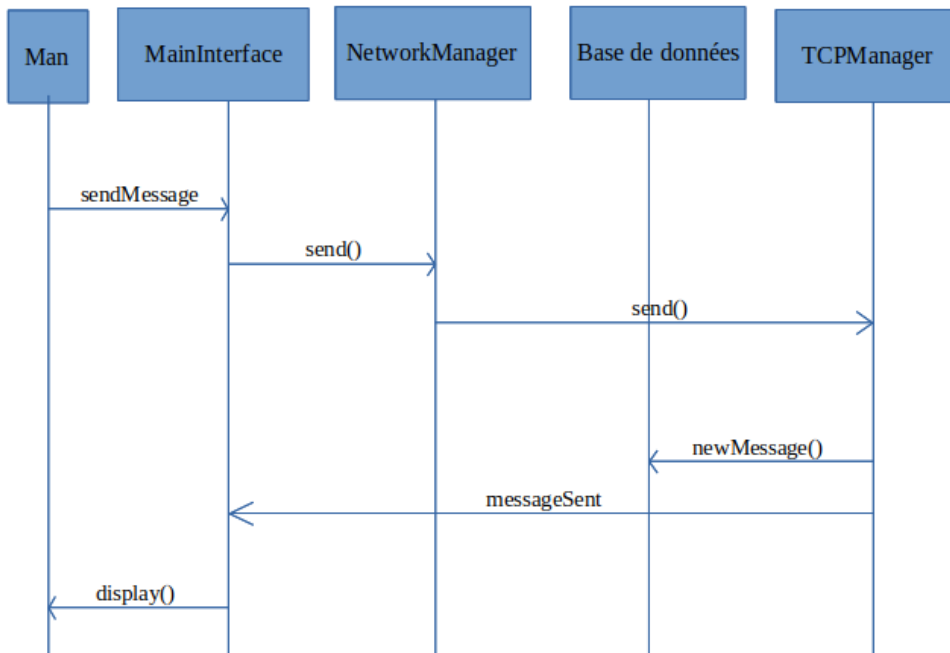 Man
MainInterface
NetworkManager
Base de données
TCPManager
sendMessage
send()
send()
newMessage()
messageSent
display()